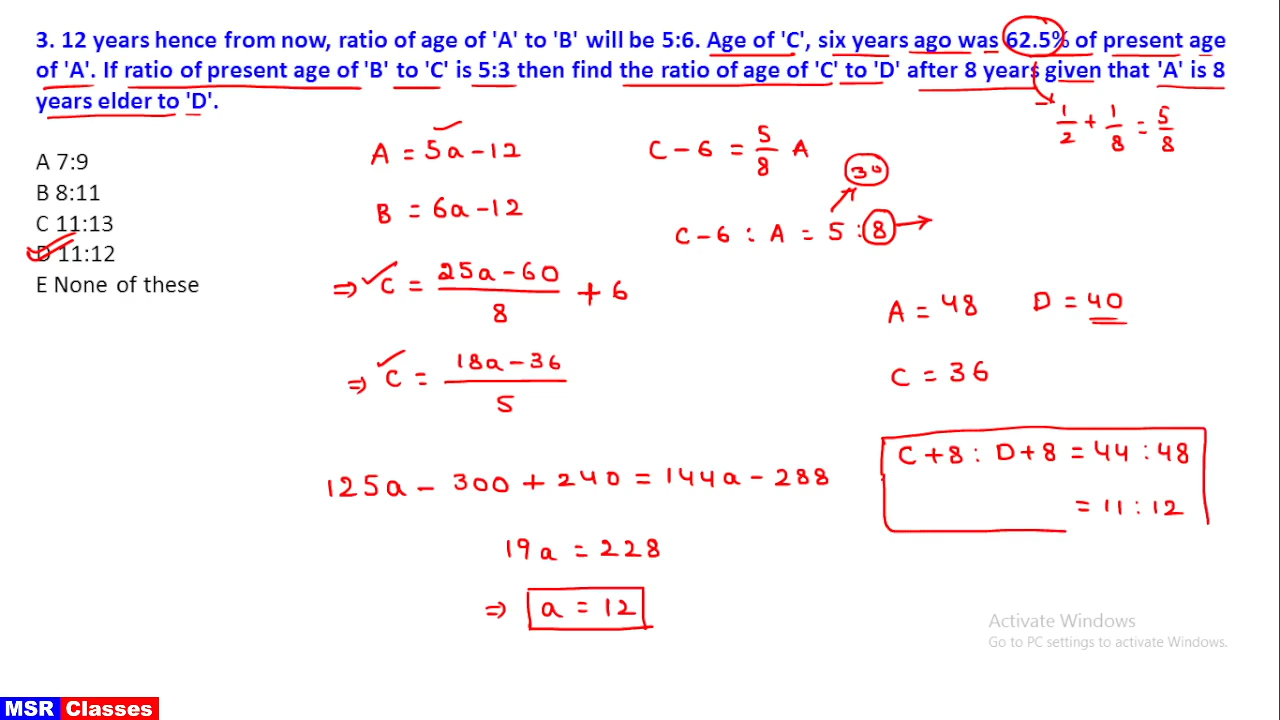 3. 12 years hence from now, ratio of age of 'A' to 'B' will be 5:6. Age of 'C', six years ago was 62.5% of present age
of 'A'. If ratio of present age of 'B' to 'C' is 5:3 then find the ratio of age of 'C' to 'D' after 8 years given that 'A' is 8
years elder to 'D'.
1/2 + 1/8 = 5/8
A 7:9
B 8:11
C 11:13
D 11:12
E None of these
A = 5a - 12
B = 6a - 12
⇒ C = (25a - 60)/8 + 6
⇒ C = (18a - 36)/5
125a - 300 + 240 = 144a - 288
19a = 228
⇒ a = 12
C - 6 = 5/8 A
30
C - 6 : A = 5 : 8 →
A = 48 D = 40
C = 36
C + 8 : D + 8 = 44 : 48
= 11 : 12
Activate Windows
Go to PC settings to activate Windows.
MSR Classes